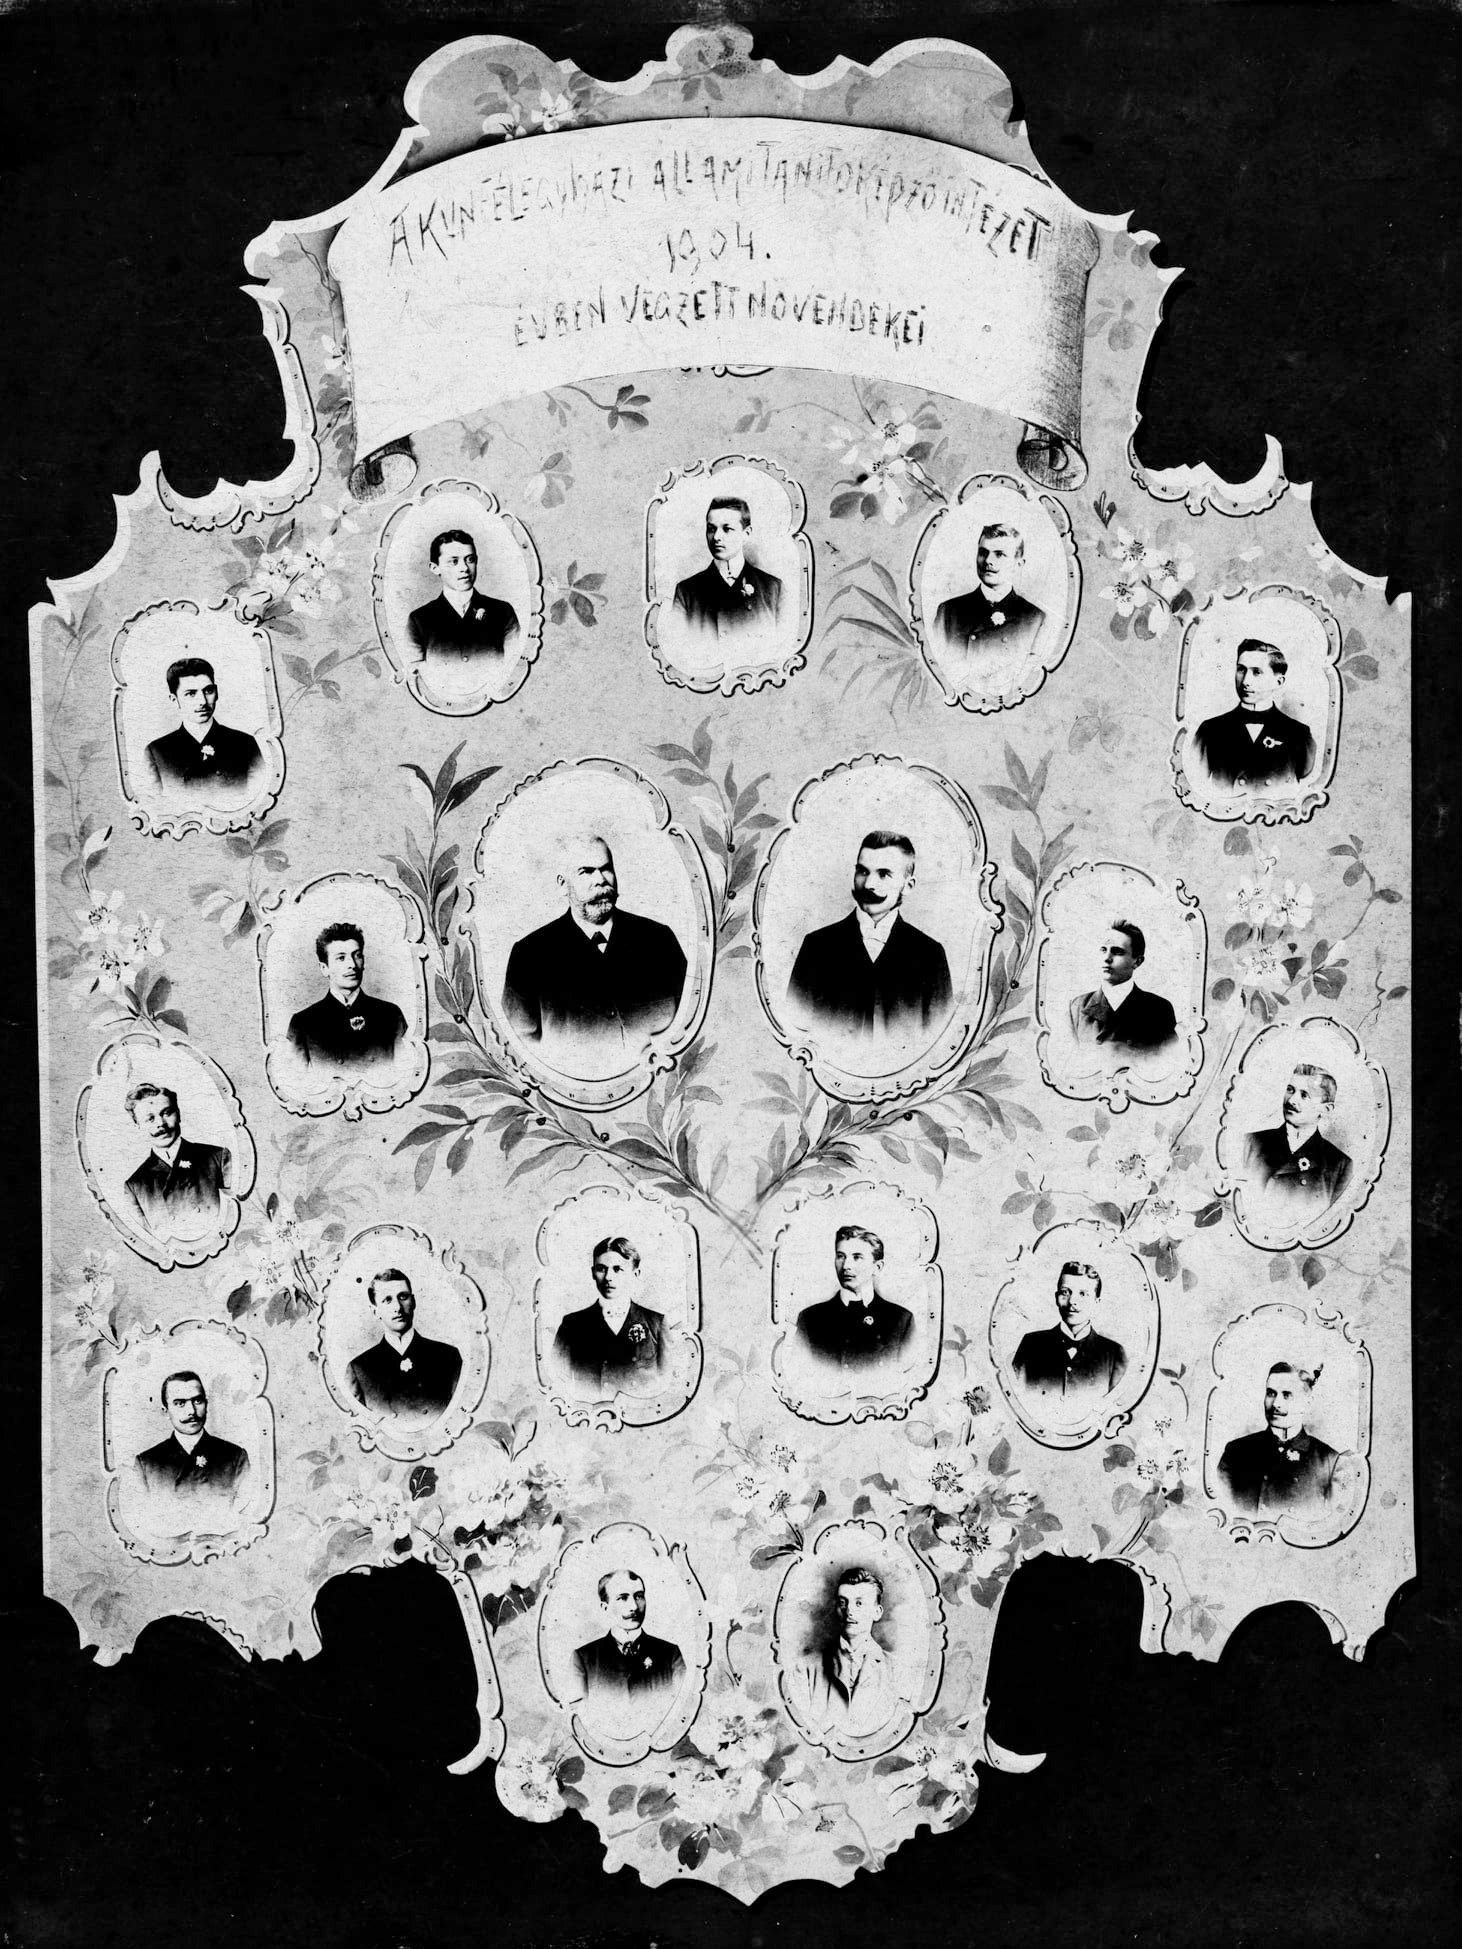 A KUNFÉLEGYHÁZI ÁLLAMI TANÍTÓKÉPZŐ INTÉZET
1904.
ÉVBEN VÉGZETT NÖVENDÉKEI